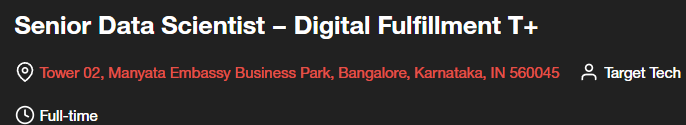 Senior Data Scientist – Digital Fulfillment T+
Tower 02, Manyata Embassy Business Park, Bangalore, Karnataka, IN 560045 Target Tech
Full-time